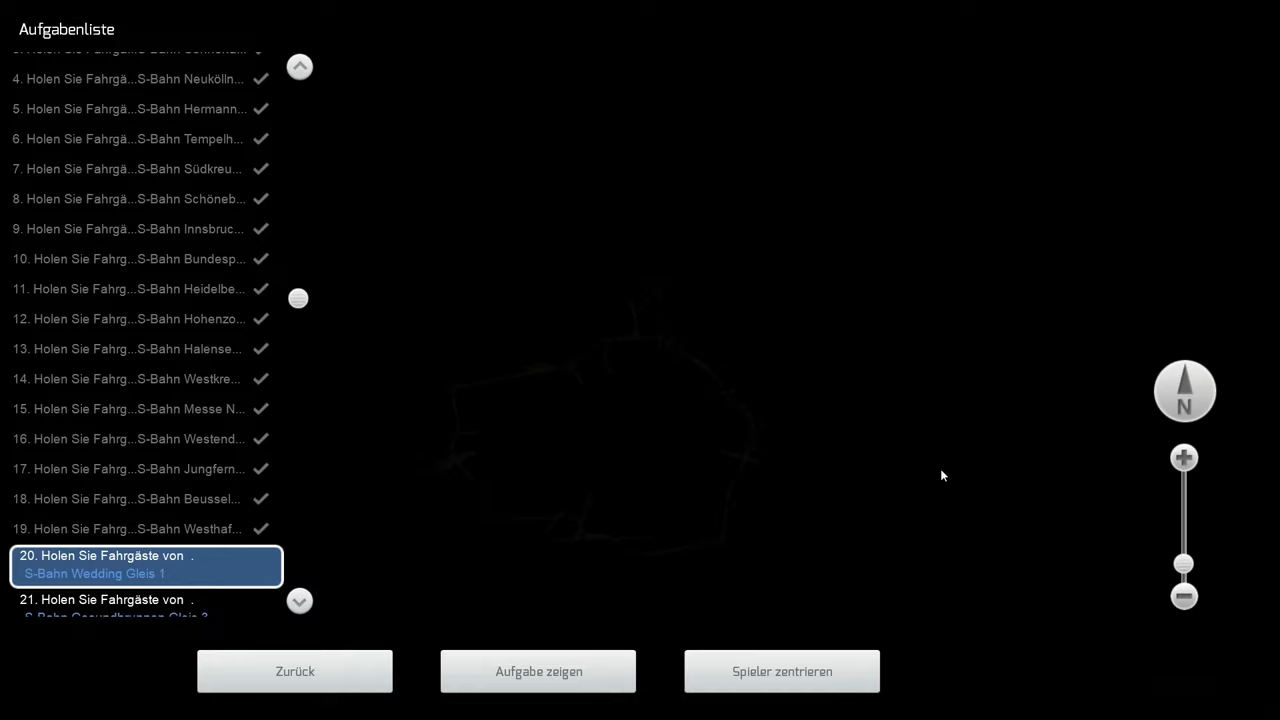 Aufgabenliste
4. Holen Sie Fahrgä...S-Bahn Neukölln...
5. Holen Sie Fahrgä...S-Bahn Hermann...
6. Holen Sie Fahrgä...S-Bahn Tempelh...
7. Holen Sie Fahrgä...S-Bahn Südkreu...
8. Holen Sie Fahrgä...S-Bahn Schöneb...
9. Holen Sie Fahrgä...S-Bahn Innsbruc...
10. Holen Sie Fahrg...S-Bahn Bundesp...
11. Holen Sie Fahrg...S-Bahn Heidelbe...
12. Holen Sie Fahrg...S-Bahn Hohenzo...
13. Holen Sie Fahrg...S-Bahn Halense...
14. Holen Sie Fahrg...S-Bahn Westkre...
15. Holen Sie Fahrg...S-Bahn Messe N...
16. Holen Sie Fahrg...S-Bahn Westend...
17. Holen Sie Fahrg...S-Bahn Jungfern...
18. Holen Sie Fahrg...S-Bahn Beussel...
19. Holen Sie Fahrg...S-Bahn Westhaf...
20. Holen Sie Fahrgäste von .
S-Bahn Wedding Gleis 1
21. Holen Sie Fahrgäste von .
S-Bahn Gesundbrunnen Gleis 3
N
Zurück
Aufgabe zeigen
Spieler zentrieren